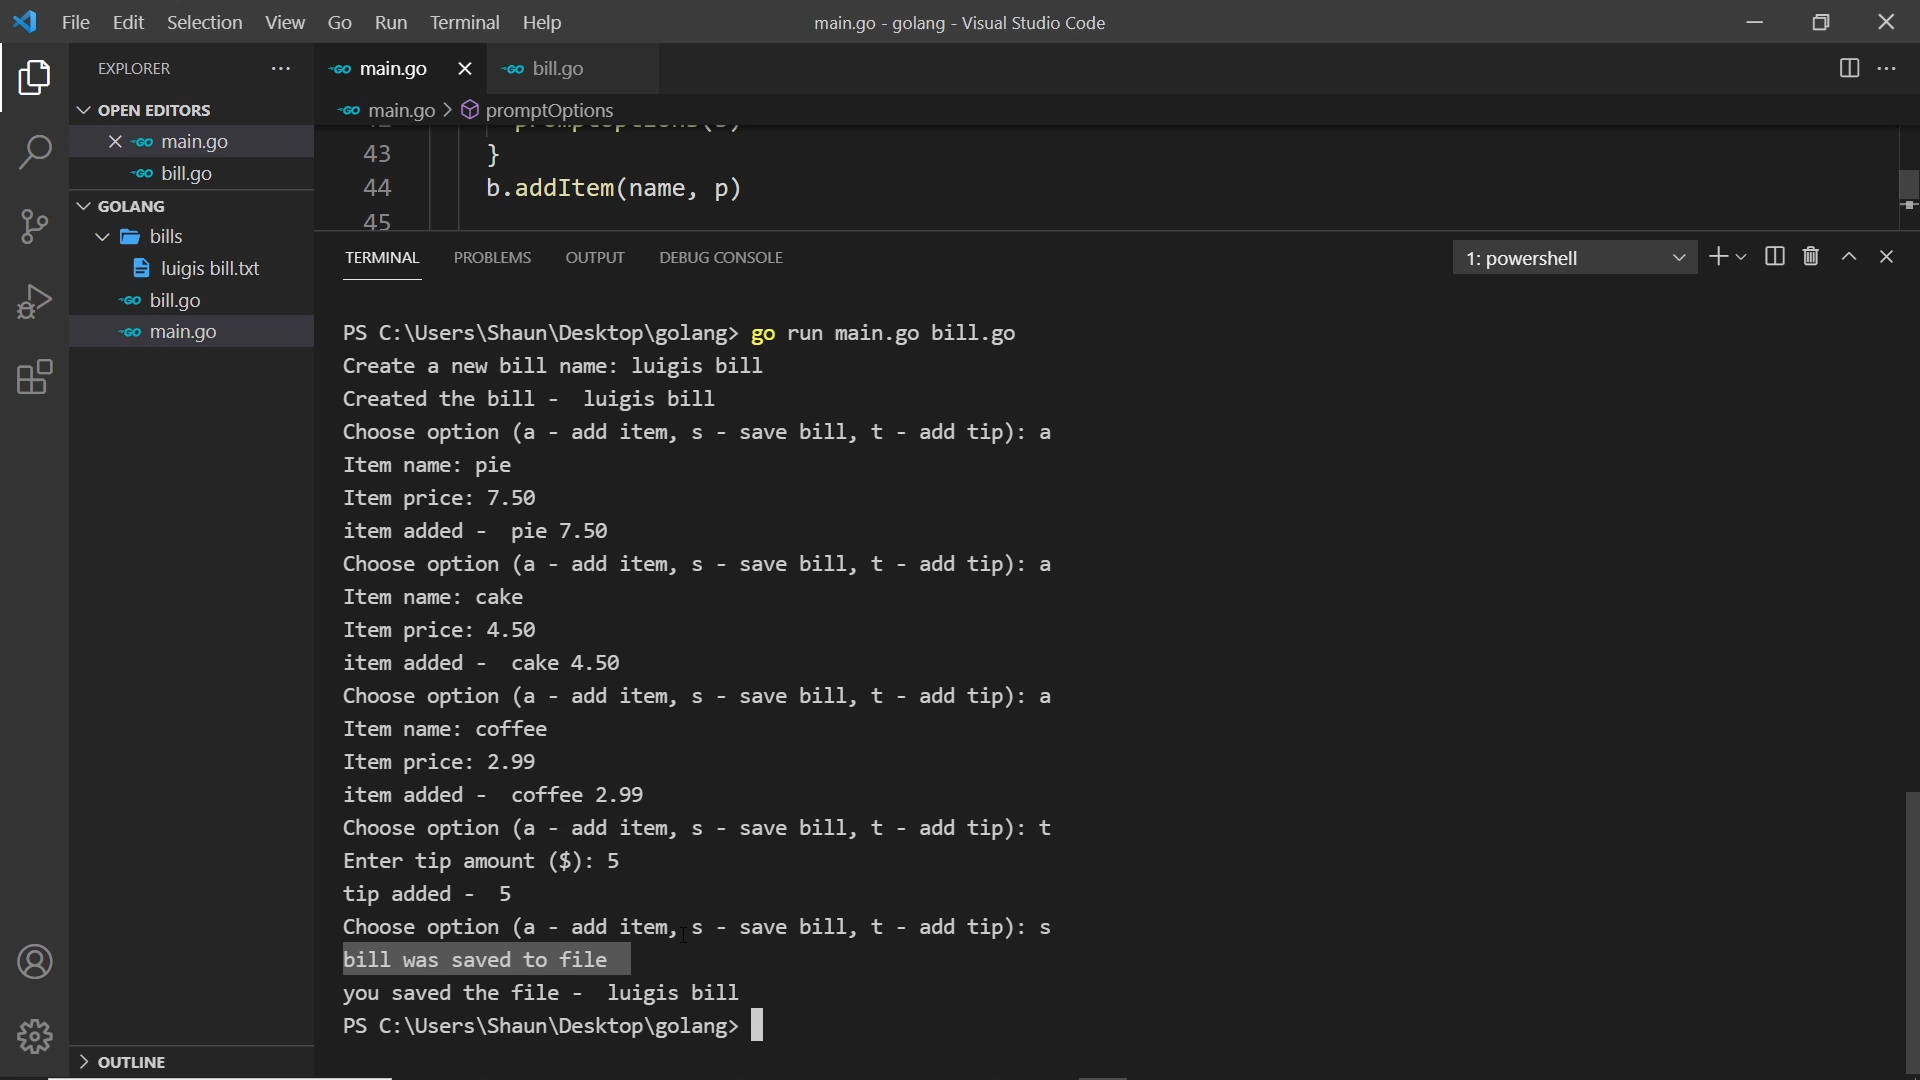 File Edit Selection View Go Run Terminal Help
main.go - golang - Visual Studio Code
EXPLORER
main.go
bill.go
OPEN EDITORS
main.go > promptOptions
main.go
bill.go
43 }
44 b.addItem(name, p)
45
GOLANG
bills
luigis bill.txt
bill.go
main.go
TERMINAL PROBLEMS OUTPUT DEBUG CONSOLE
1: powershell
PS C:\Users\Shaun\Desktop\golang> go run main.go bill.go
Create a new bill name: luigis bill
Created the bill -  luigis bill
Choose option (a - add item, s - save bill, t - add tip): a
Item name: pie
Item price: 7.50
item added -  pie 7.50
Choose option (a - add item, s - save bill, t - add tip): a
Item name: cake
Item price: 4.50
item added -  cake 4.50
Choose option (a - add item, s - save bill, t - add tip): a
Item name: coffee
Item price: 2.99
item added -  coffee 2.99
Choose option (a - add item, s - save bill, t - add tip): t
Enter tip amount ($): 5
tip added -  5
Choose option (a - add item, s - save bill, t - add tip): s
bill was saved to file
you saved the file -  luigis bill
PS C:\Users\Shaun\Desktop\golang>
OUTLINE